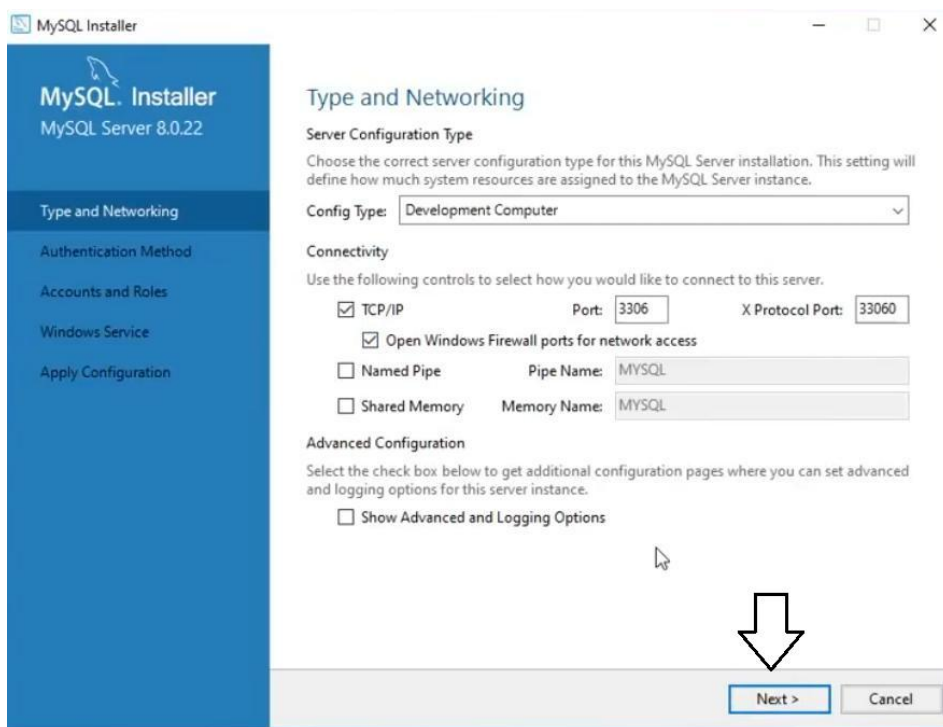 MySQL Installer
MySQL. Installer
MySQL Server 8.0.22
Type and Networking
Authentication Method
Accounts and Roles
Windows Service
Apply Configuration
Type and Networking
Server Configuration Type
Choose the correct server configuration type for this MySQL Server installation. This setting will
define how much system resources are assigned to the MySQL Server instance.
Config Type: Development Computer
Connectivity
Use the following controls to select how you would like to connect to this server.
TCP/IP Port: 3306 X Protocol Port: 33060
Open Windows Firewall ports for network access
Named Pipe Pipe Name: MYSQL
Shared Memory Memory Name: MYSQL
Advanced Configuration
Select the check box below to get additional configuration pages where you can set advanced
and logging options for this server instance.
Show Advanced and Logging Options
Next > Cancel